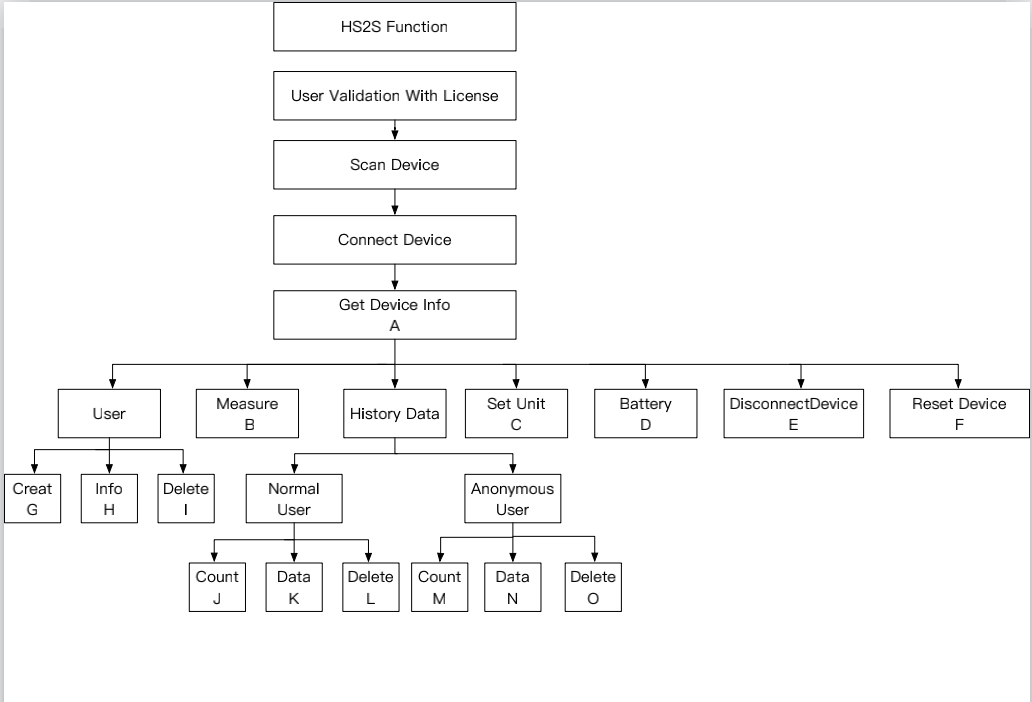 HS2S Function
User Validation With License
Scan Device
Connect Device
Get Device Info
A
User
Measure
B
History Data
Set Unit
C
Battery
D
DisconnectDevice
E
Reset Device
F
Creat
G
Info
H
Delete
I
Normal
User
Anonymous
User
Count
J
Data
K
Delete
L
Count
M
Data
N
Delete
O